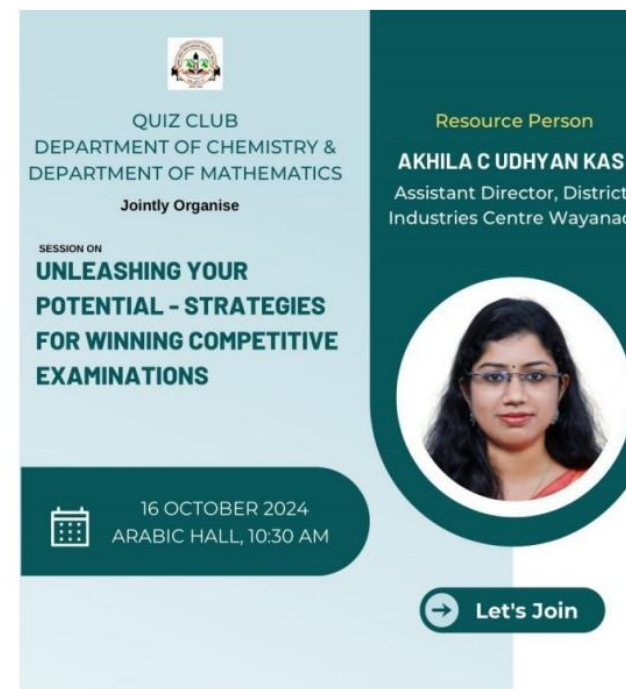 QUIZ CLUB
DEPARTMENT OF CHEMISTRY &
DEPARTMENT OF MATHEMATICS
Jointly Organise
SESSION ON
UNLEASHING YOUR
POTENTIAL - STRATEGIES
FOR WINNING COMPETITIVE
EXAMINATIONS
16 OCTOBER 2024
ARABIC HALL, 10:30 AM
Resource Person
AKHILA C UDHYAN KAS
Assistant Director, District
Industries Centre Wayanad
Let's Join